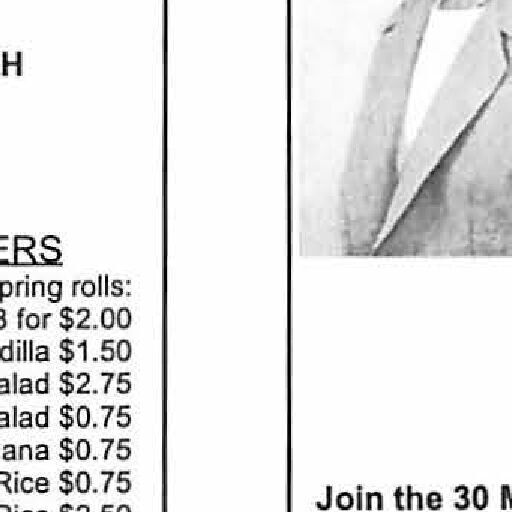 H
ERS
pring rolls:
3 for $2.00
dilla $1.50
alad $2.75
alad $0.75
ana $0.75
Rice $0.75
Join the 30